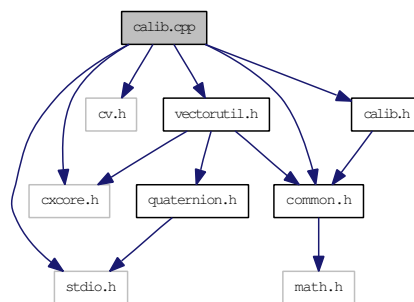 calib.cpp
cv.h
vectorutil.h
calib.h
cxcore.h
quaternion.h
common.h
stdio.h
math.h